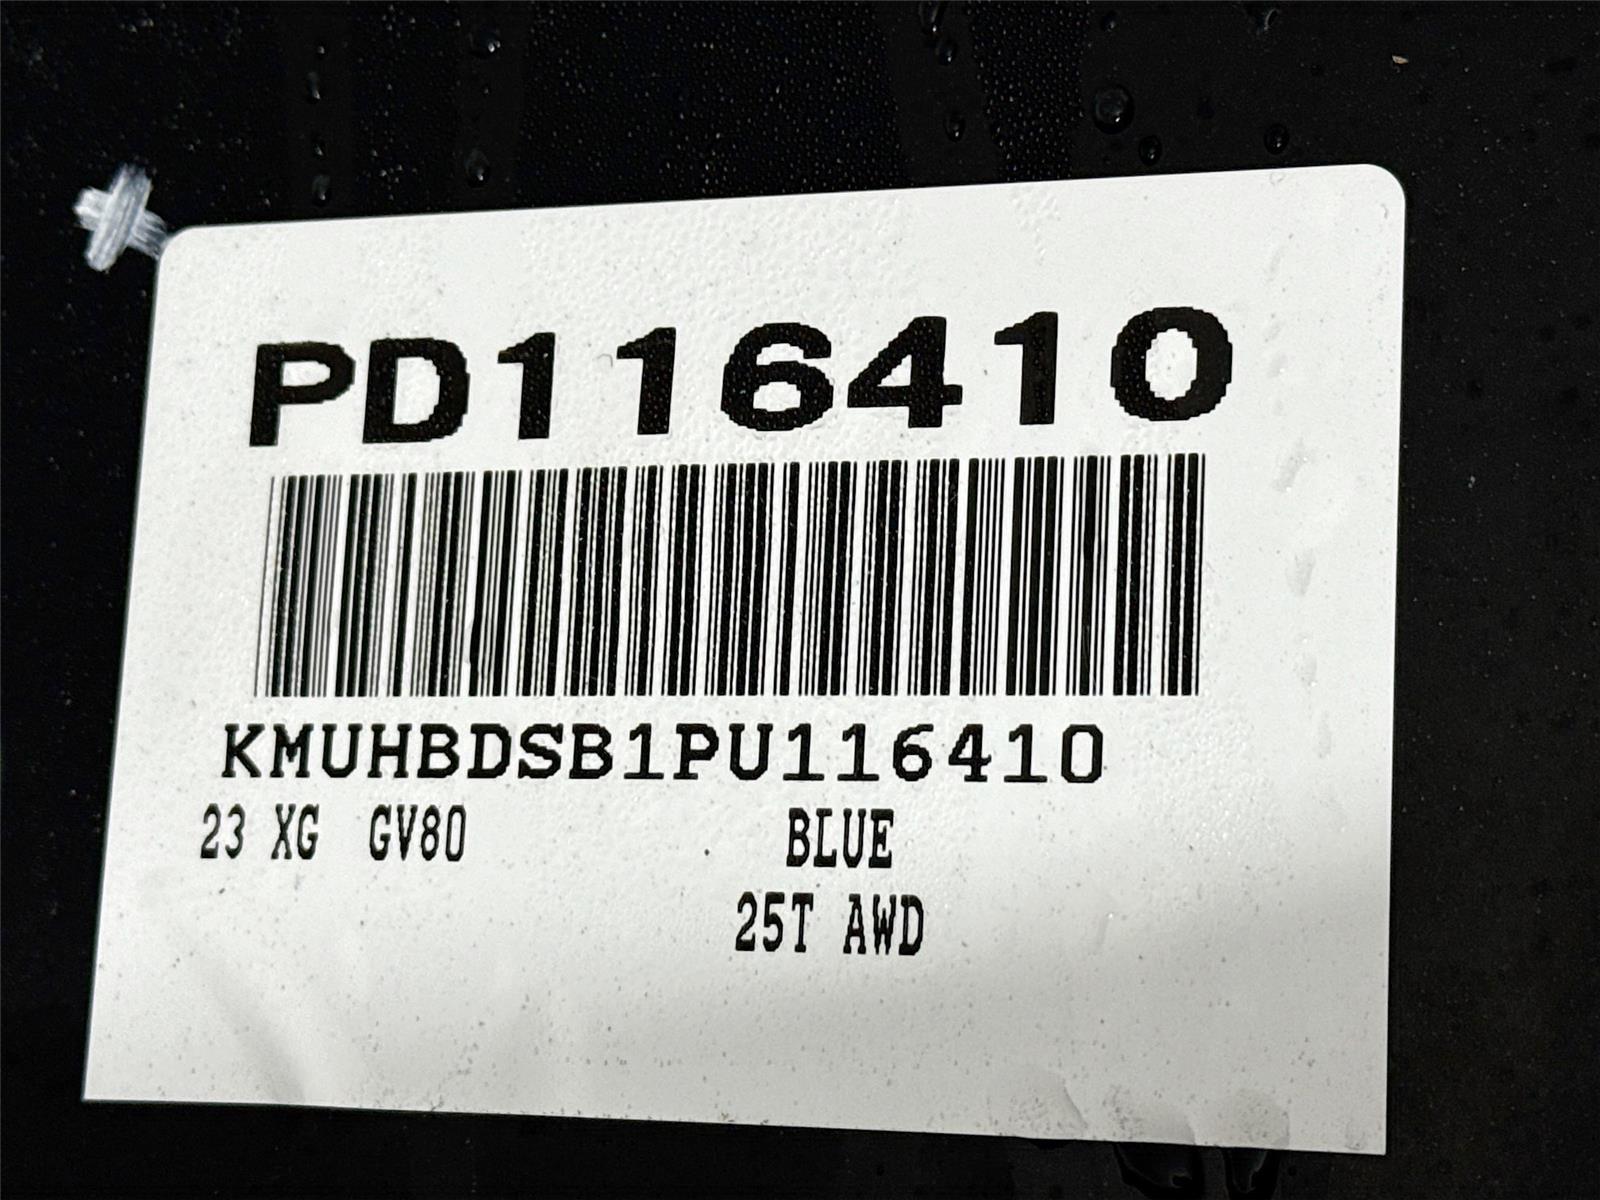 PD116410
KMUHBDSB1PU116410
23 XG GV80 BLUE
25T AWD